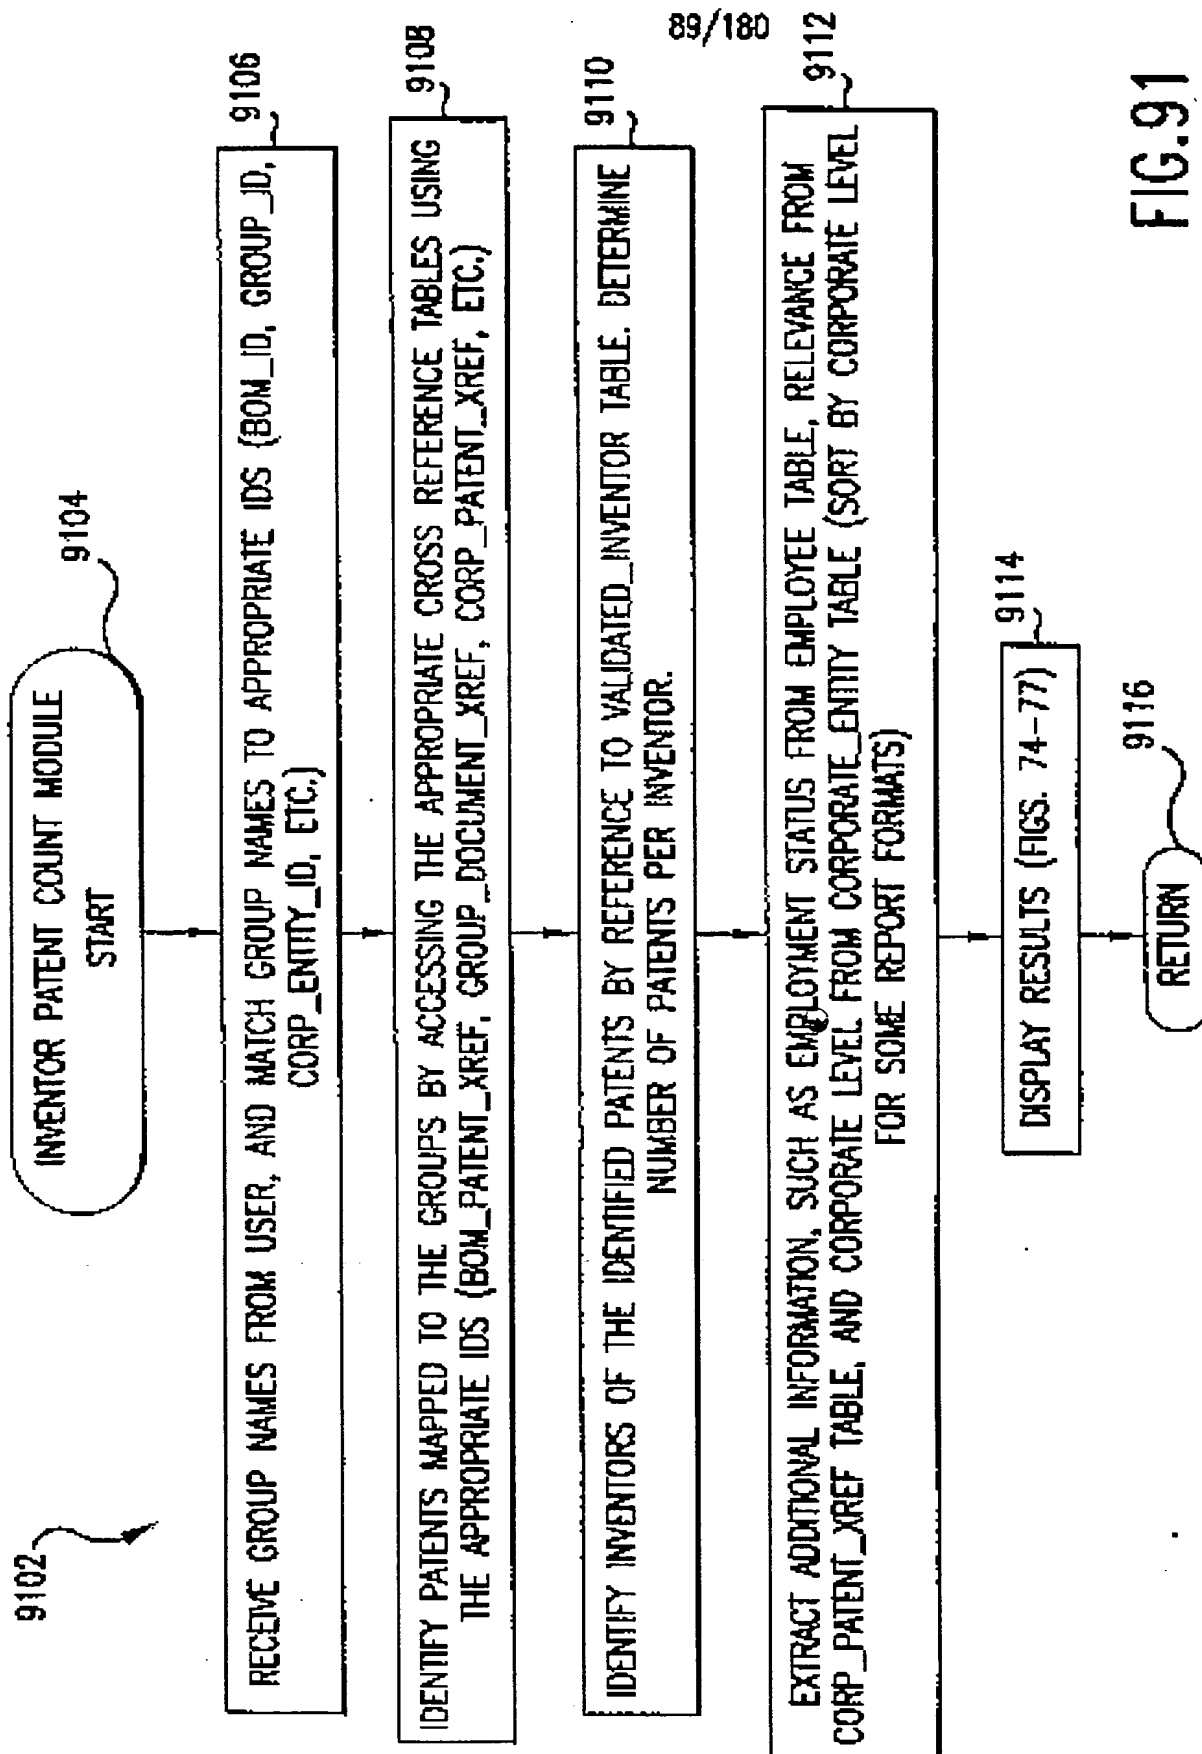 89/180
9102
INVENTOR PATENT COUNT MODULE
START
9104
RECEIVE GROUP NAMES FROM USER, AND MATCH GROUP NAMES TO APPROPRIATE IDS (BOM_ID, GROUP_ID,
CORP_ENTITY_ID, ETC.)
9106
IDENTIFY PATENTS MAPPED TO THE GROUPS BY ACCESSING THE APPROPRIATE CROSS REFERENCE TABLES USING
THE APPROPRIATE IDS (BOM_PATENT_XREF, GROUP_DOCUMENT_XREF, CORP_PATENT_XREF, ETC.)
9108
IDENTIFY INVENTORS OF THE IDENTIFIED PATENTS BY REFERENCE TO VALIDATED_INVENTOR TABLE. DETERMINE
NUMBER OF PATENTS PER INVENTOR.
9110
EXTRACT ADDITIONAL INFORMATION, SUCH AS EMPLOYMENT STATUS FROM EMPLOYEE TABLE, RELEVANCE FROM
CORP_PATENT_XREF TABLE, AND CORPORATE LEVEL FROM CORPORATE_ENTITY TABLE (SORT BY CORPORATE LEVEL
FOR SOME REPORT FORMATS)
9112
DISPLAY RESULTS (FIGS. 74-77)
9114
RETURN
9116
FIG.91